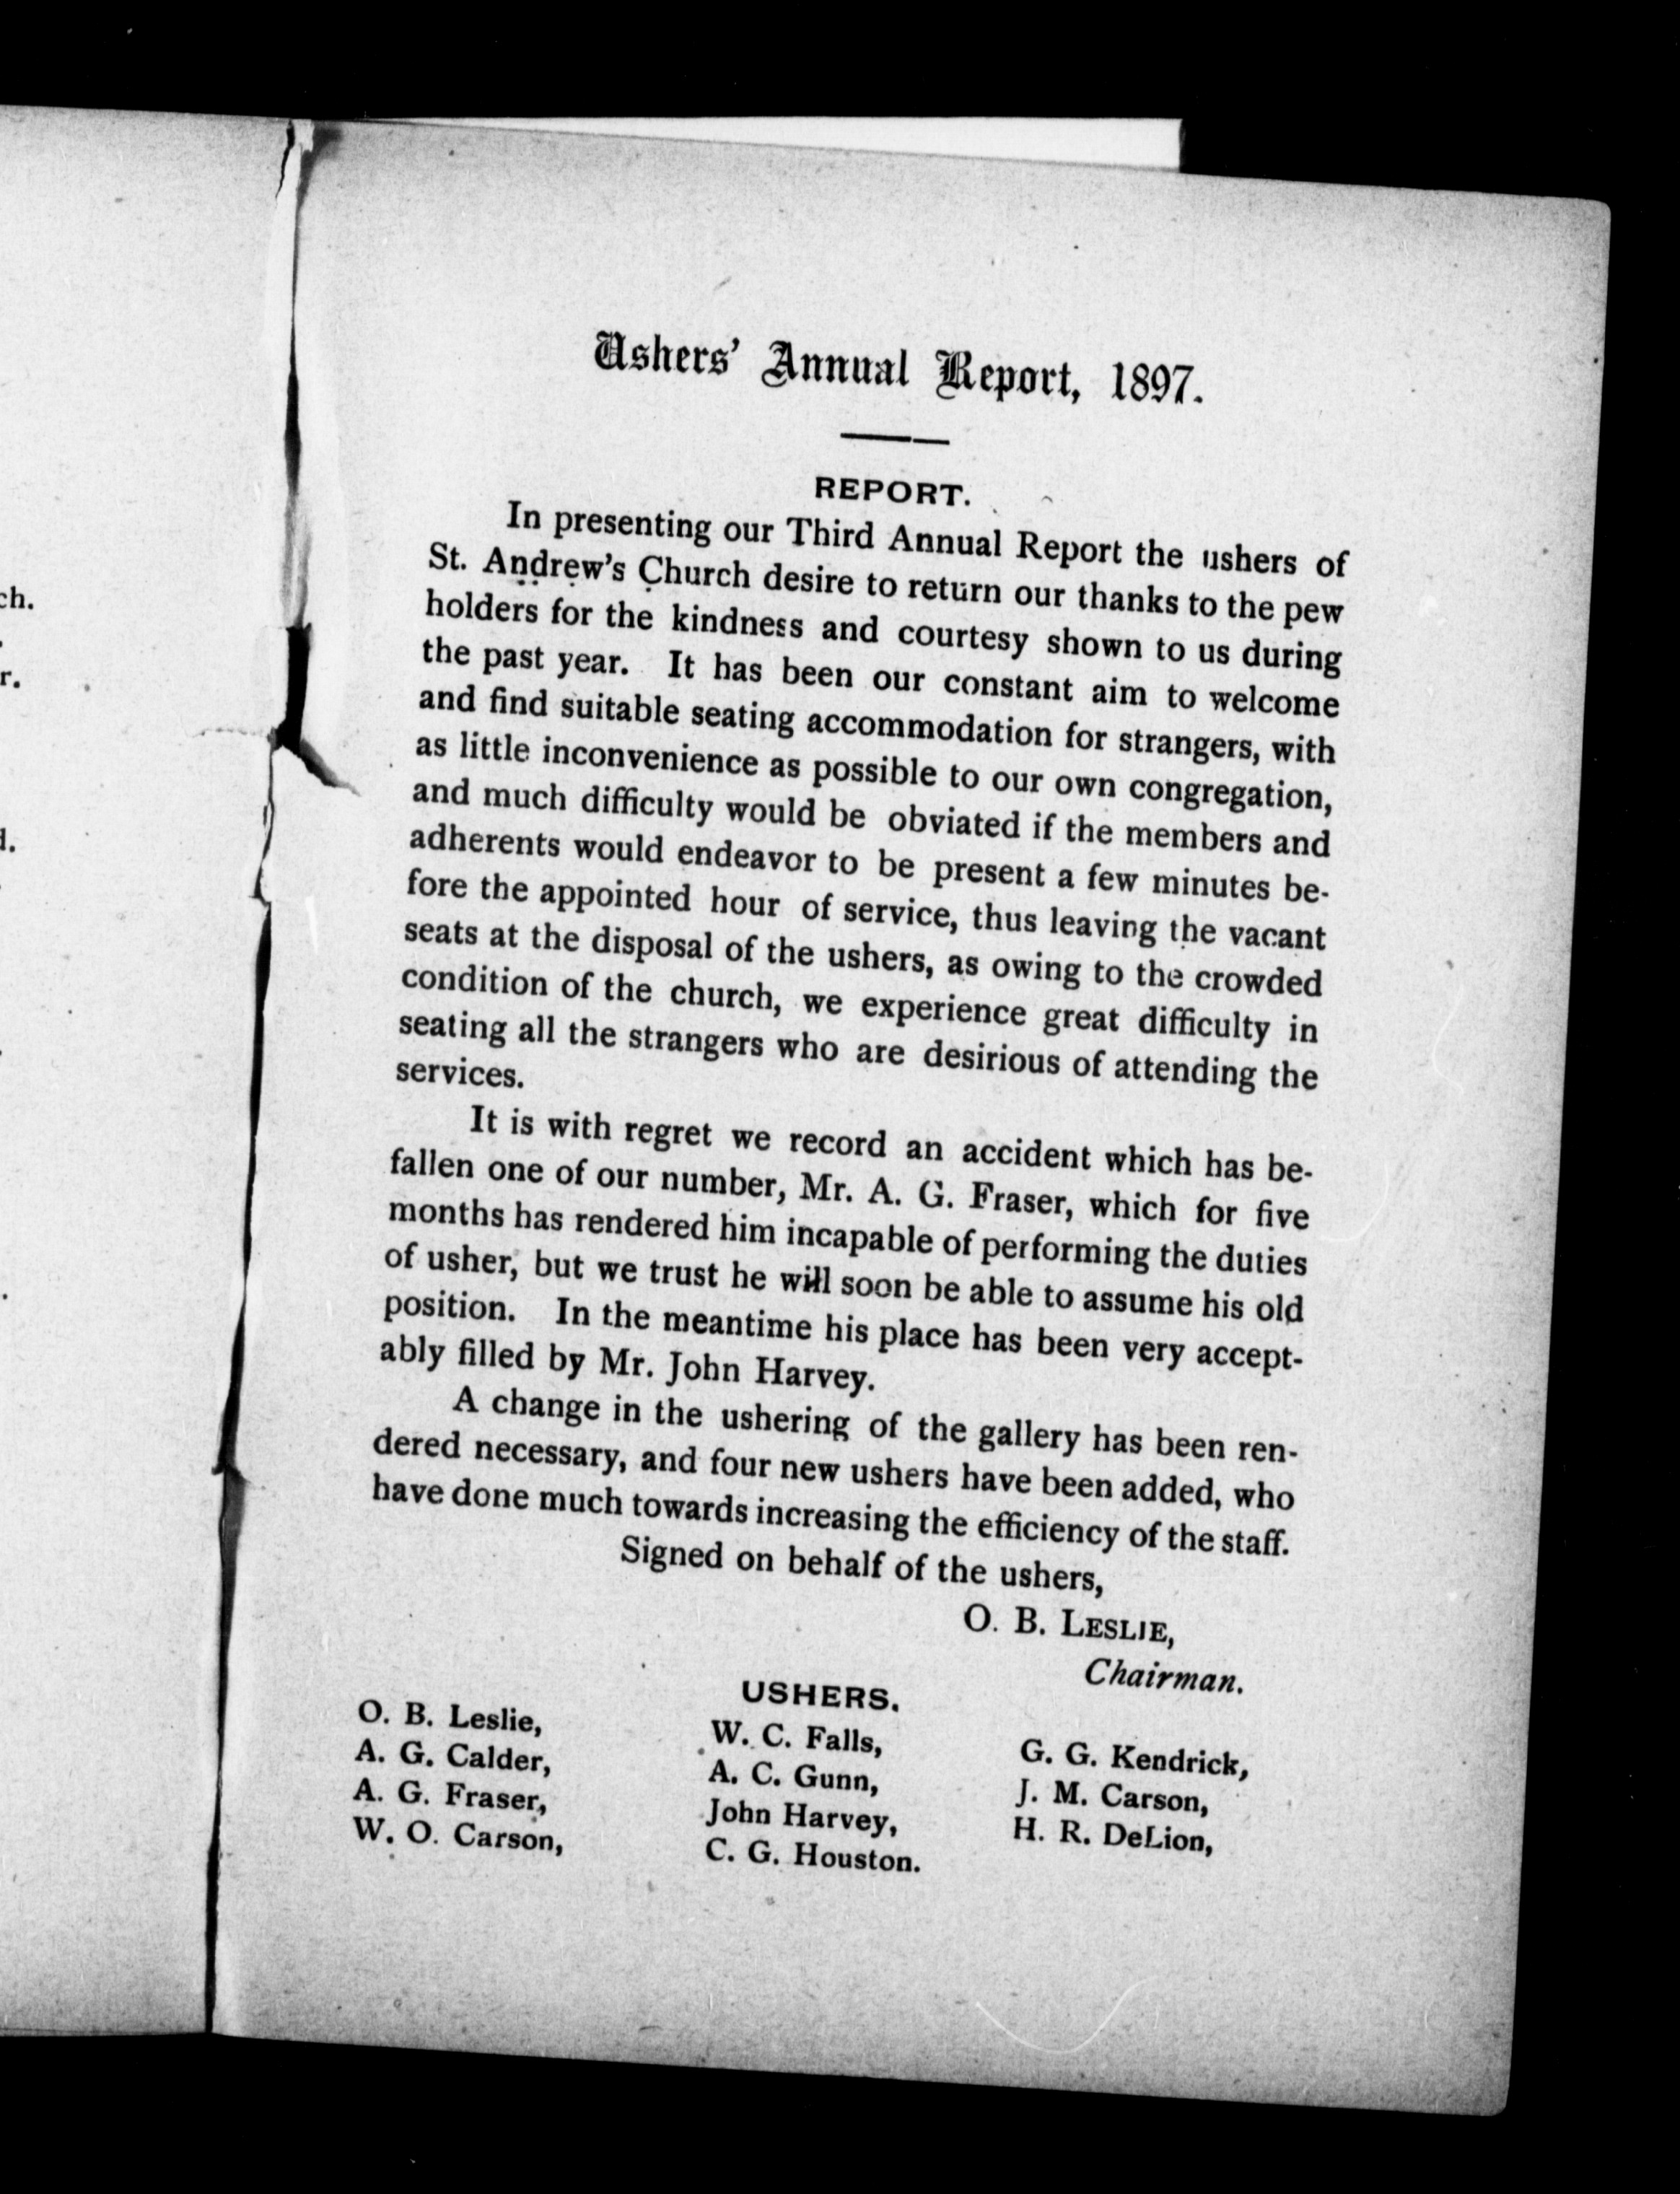 ch.
r.
d.
Ushers' Annual Report, 1897.
REPORT.
In presenting our Third Annual Report the ushers of
St. Andrew's Church desire to return our thanks to the pew
holders for the kindness and courtesy shown to us during
the past year. It has been our constant aim to welcome
and find suitable seating accommodation for strangers, with
as little inconvenience as possible to our own congregation,
and much difficulty would be obviated if the members and
adherents would endeavor to be present a few minutes be-
fore the appointed hour of service, thus leaving the vacant
seats at the disposal of the ushers, as owing to the crowded
condition of the church, we experience great difficulty in
seating all the strangers who are desirious of attending the
services.
It is with regret we record an accident which has be-
fallen one of our number, Mr. A. G. Fraser, which for five
months has rendered him incapable of performing the duties
of usher, but we trust he will soon be able to assume his old
position. In the meantime his place has been very accept-
ably filled by Mr. John Harvey.
A change in the ushering of the gallery has been ren-
dered necessary, and four new ushers have been added, who
have done much towards increasing the efficiency of the staff.
Signed on behalf of the ushers,
O. B. LESLIE,
Chairman.
USHERS.
O. B. Leslie, W. C. Falls, G. G. Kendrick,
A. G. Calder, A. C. Gunn, J. M. Carson,
A. G. Fraser, John Harvey, H. R. DeLion,
W. O. Carson, C. G. Houston.